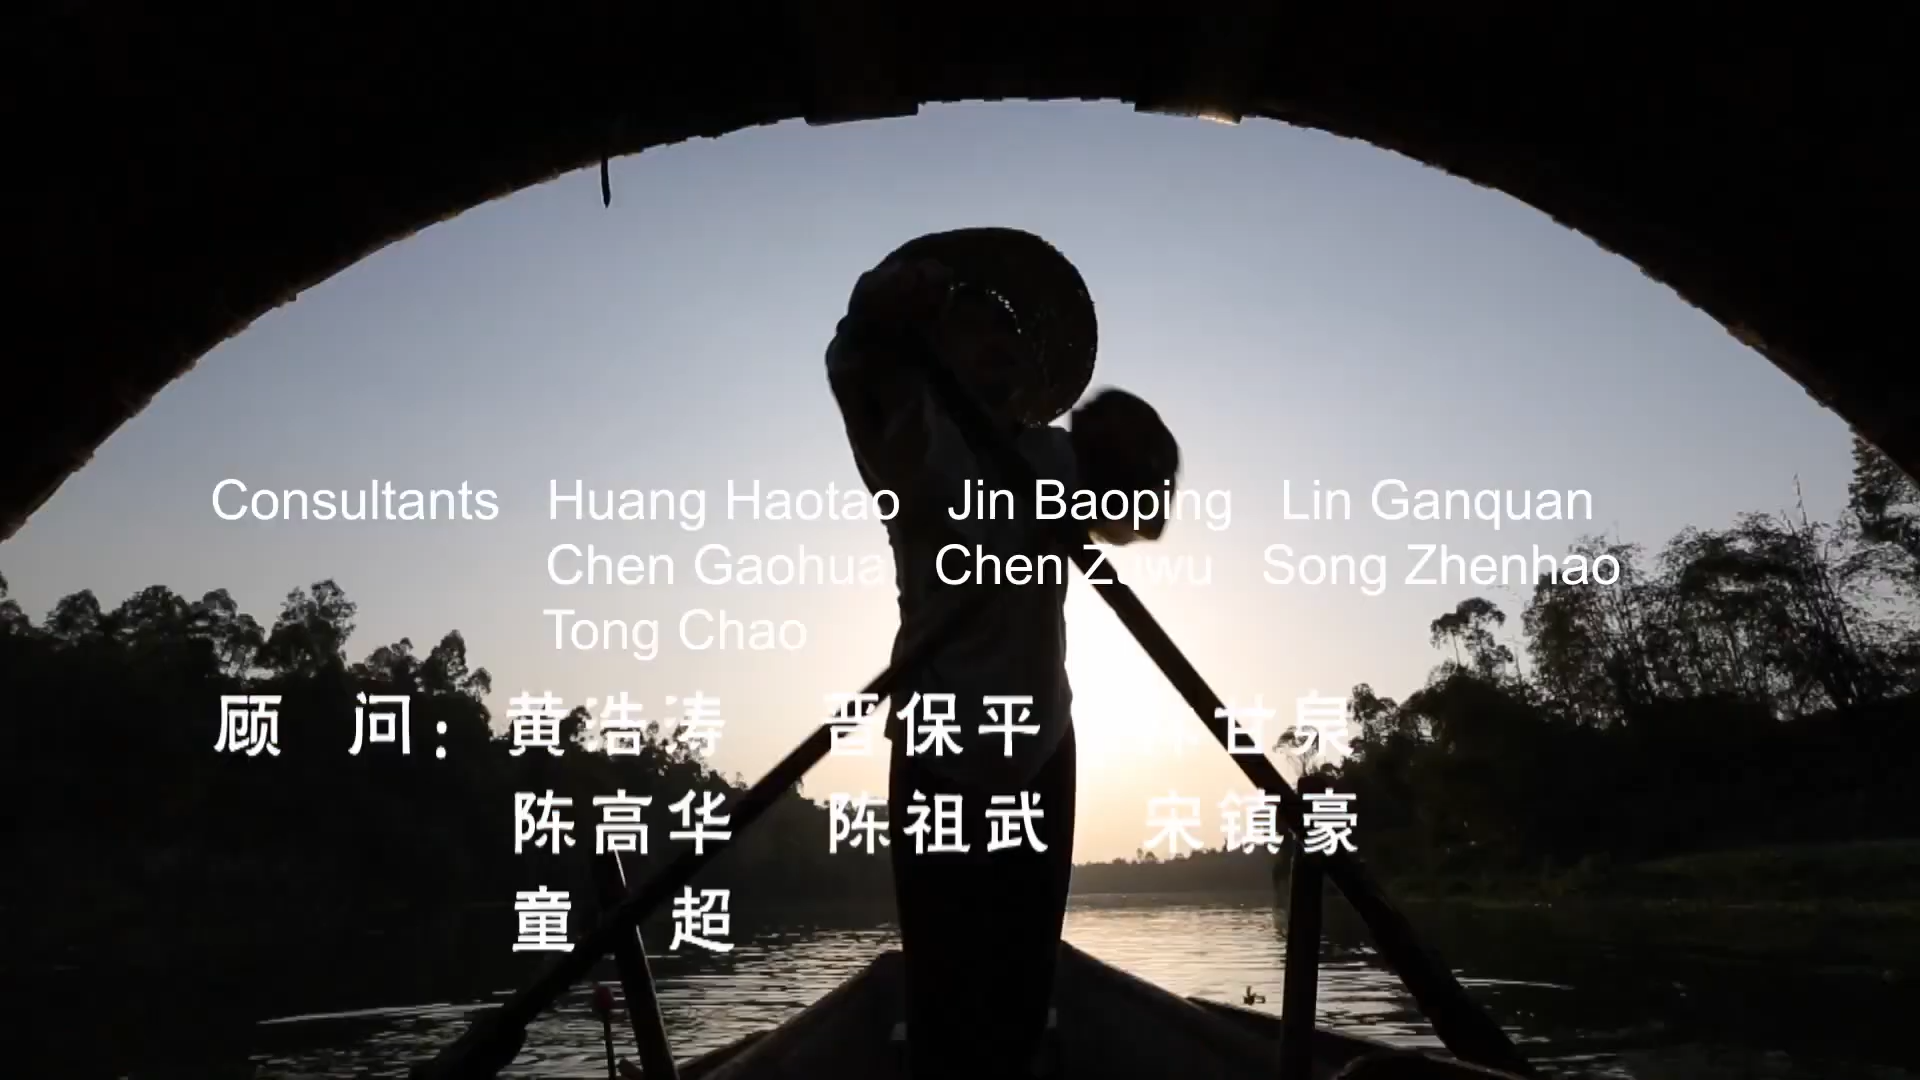 Consultants Huang Haotao Jin Baoping Lin Ganquan
Chen Gaohua Chen Zuwu Song Zhenhao
Tong Chao
顾 问：黄浩涛 晋保平 林甘泉
陈高华 陈祖武 宋镇豪
童 超